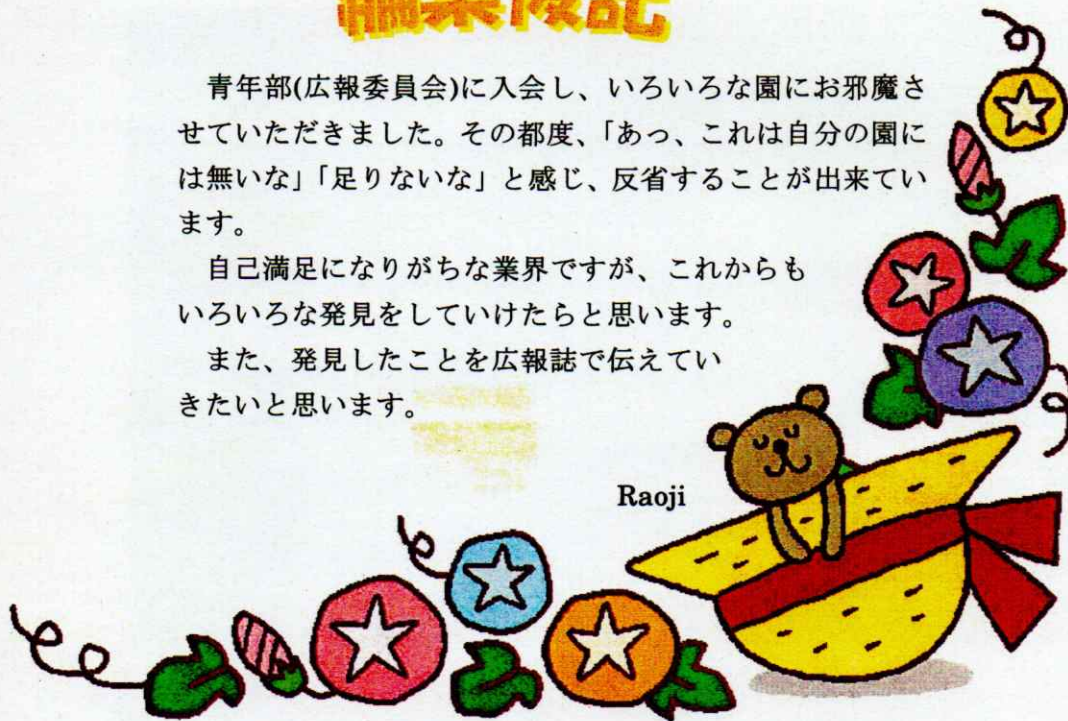 編集後記
青年部(広報委員会)に入会し、いろいろな園にお邪魔さ
せていただきました。その都度、「あっ、これは自分の園に
は無いな」「足りないな」と感じ、反省することが出来てい
ます。
自己満足になりがちな業界ですが、これからも
いろいろな発見をしていけたらと思います。
また、発見したことを広報誌で伝えてい
きたいと思います。
Raoji